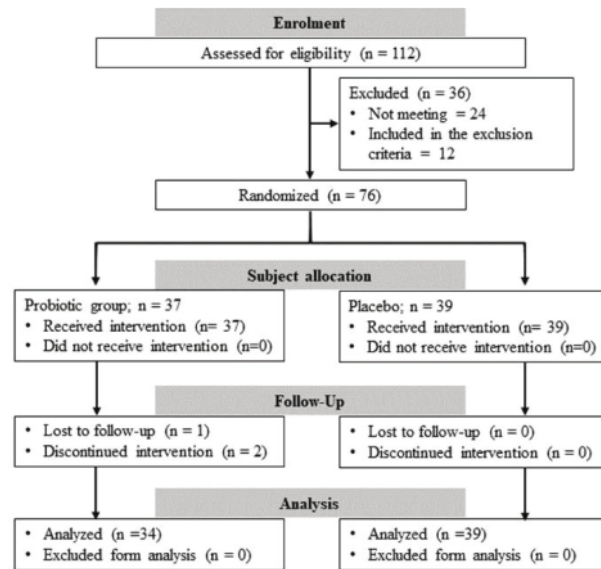 Enrolment
Assessed for eligibility (n = 112)
Excluded (n = 36)
• Not meeting = 24
• Included in the exclusion
criteria = 12
Randomized (n = 76)
Subject allocation
Probiotic group; n = 37
• Received intervention (n= 37)
• Did not receive intervention (n=0)
Placebo; n = 39
• Received intervention (n= 39)
• Did not receive intervention (n=0)
Follow-Up
• Lost to follow-up (n = 1)
• Discontinued intervention (n = 2)
• Lost to follow-up (n = 0)
• Discontinued intervention (n = 0)
Analysis
• Analyzed (n =34)
• Excluded form analysis (n = 0)
• Analyzed (n =39)
• Excluded form analysis (n = 0)